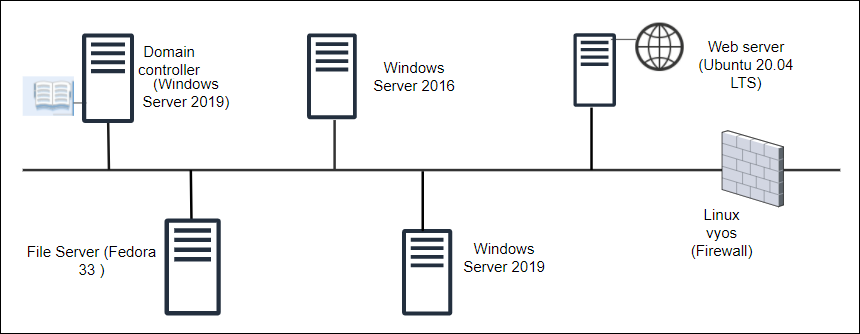 Domain
controller
(Windows
Server 2019)
Windows
Server 2016
Web server
(Ubuntu 20.04
LTS)
File Server (Fedora
33 )
Windows
Server 2019
Linux
vyos
(Firewall)